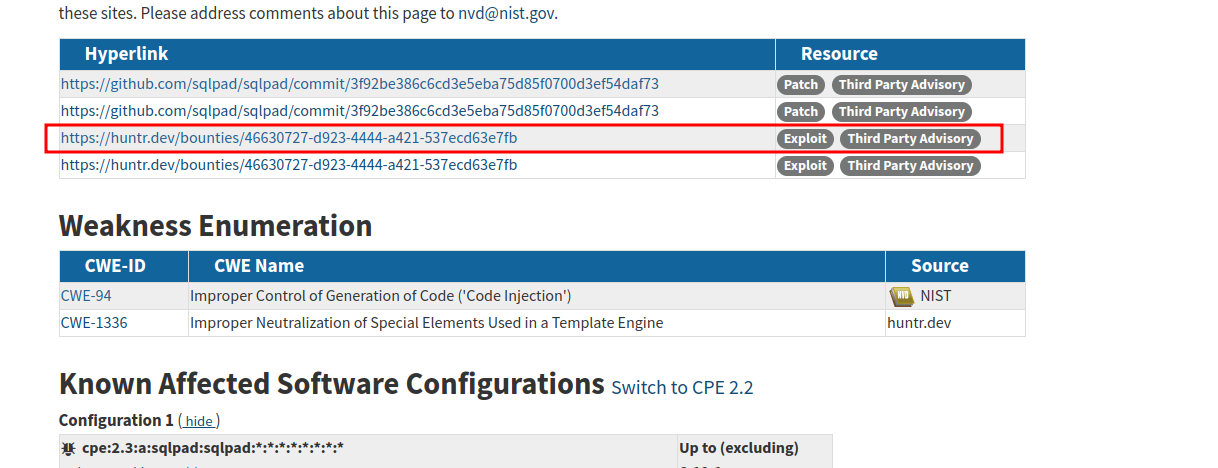 these sites. Please address comments about this page to nvd@nist.gov.
Hyperlink Resource
https://github.com/sqlpad/sqlpad/commit/3f92be386c6cd3e5eba75d85f0700d3ef54daf73 Patch Third Party Advisory
https://github.com/sqlpad/sqlpad/commit/3f92be386c6cd3e5eba75d85f0700d3ef54daf73 Patch Third Party Advisory
https://huntr.dev/bounties/46630727-d923-4444-a421-537ecd63e7fb Exploit Third Party Advisory
https://huntr.dev/bounties/46630727-d923-4444-a421-537ecd63e7fb Exploit Third Party Advisory
Weakness Enumeration
CWE-ID CWE Name Source
CWE-94 Improper Control of Generation of Code ('Code Injection') NVD NIST
CWE-1336 Improper Neutralization of Special Elements Used in a Template Engine huntr.dev
Known Affected Software Configurations Switch to CPE 2.2
Configuration 1 ( hide )
cpe:2.3:a:sqlpad:sqlpad:*:*:*:*:*:*:*:* Up to (excluding)